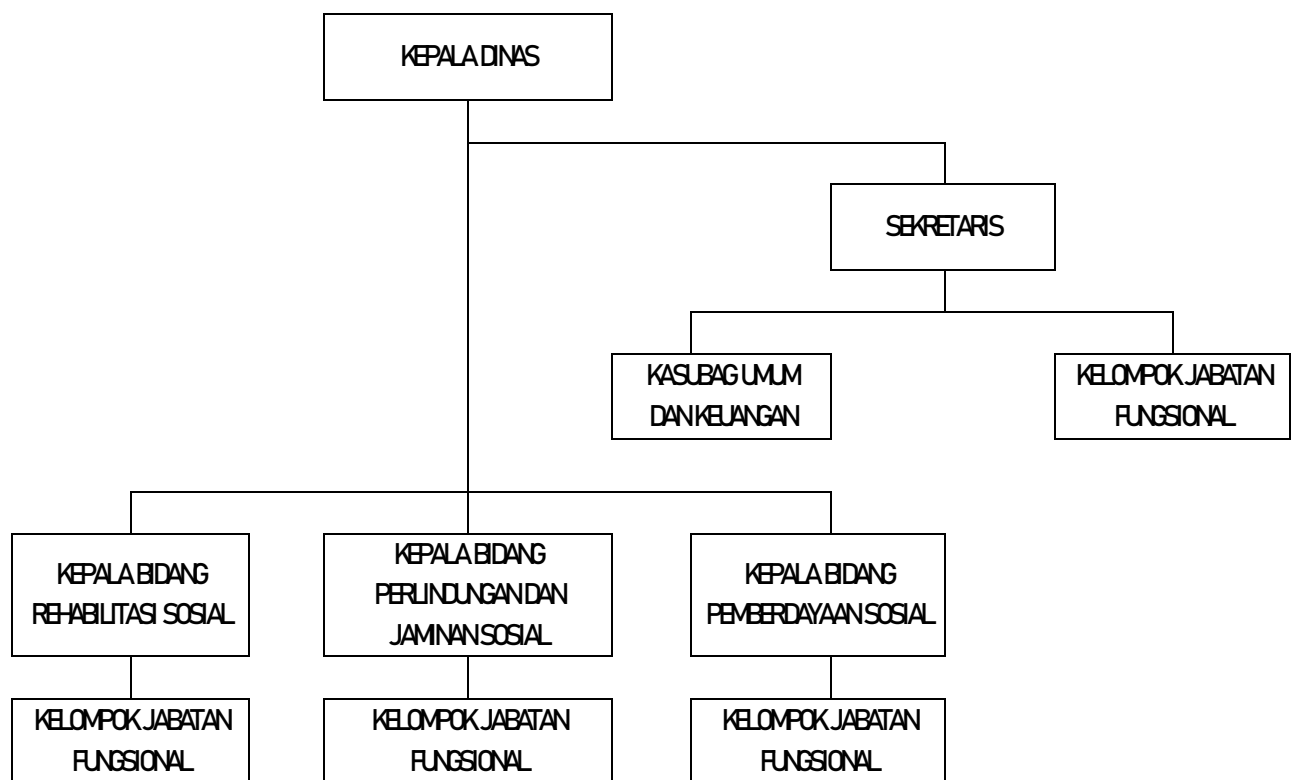 KEPALA DINAS
SEKRETARIS
KASUBAG UMUM
DAN KEUANGAN
KELOMPOK JABATAN
FUNGSIONAL
KEPALA BIDANG
REHABILITASI SOSIAL
KEPALA BIDANG
PERLINDUNGAN DAN
JAMINAN SOSIAL
KEPALA BIDANG
PEMBERDAYAAN SOSIAL
KELOMPOK JABATAN
FUNGSIONAL
KELOMPOK JABATAN
FUNGSIONAL
KELOMPOK JABATAN
FUNGSIONAL